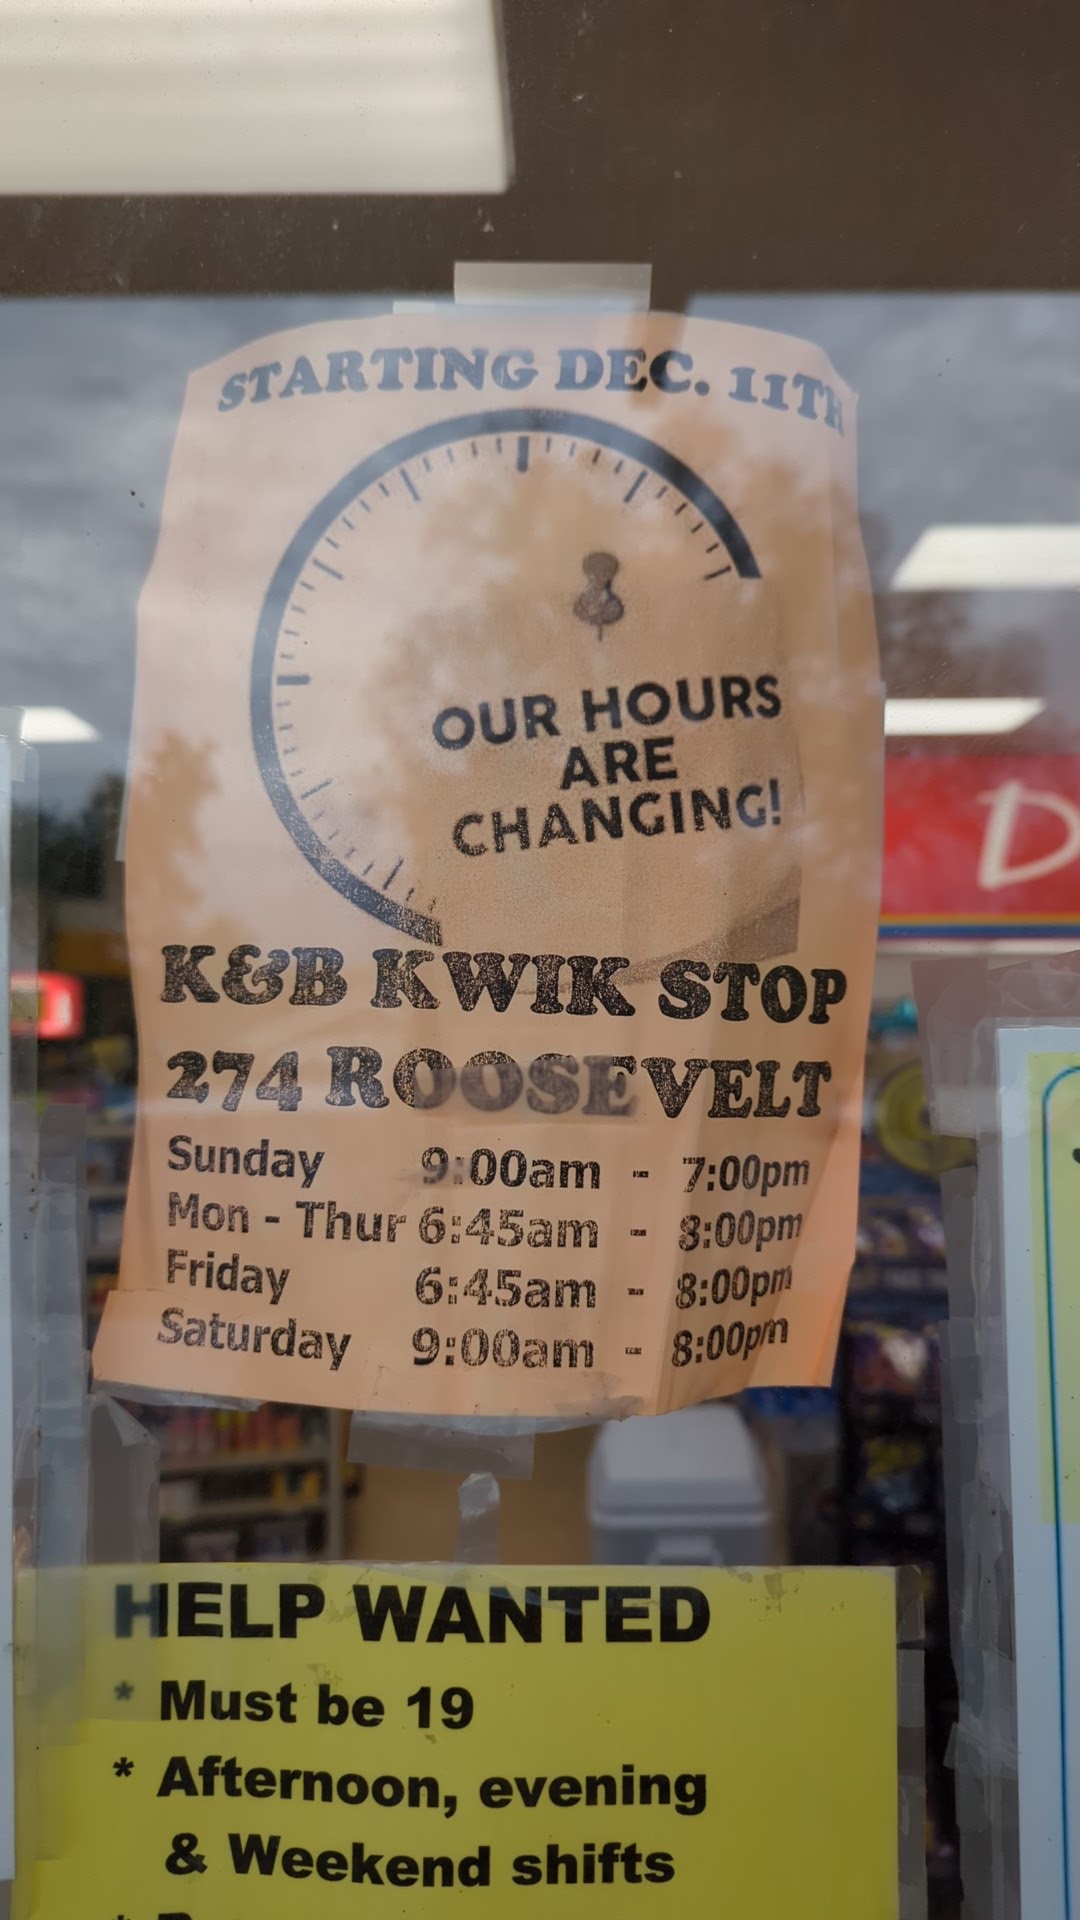 STARTING DEC. 11TH
OUR HOURS
ARE
CHANGING!
K&B KWIK STOP
274 ROOSEVELT
Sunday 9:00am - 7:00pm
Mon - Thur 6:45am - 8:00pm
Friday 6:45am - 8:00pm
Saturday 9:00am - 8:00pm
HELP WANTED
* Must be 19
* Afternoon, evening
& Weekend shifts